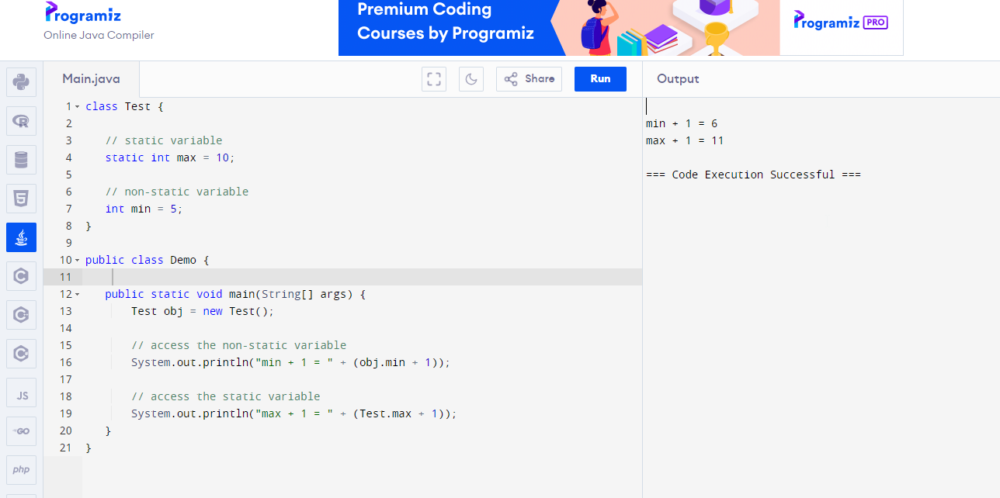 Programiz
Online Java Compiler
Premium Coding
Courses by Programiz
Programiz PRO
Main.java
Share
Run
Output
1 class Test {
2
3 // static variable
4 static int max = 10;
5
6 // non-static variable
7 int min = 5;
8 }
9
10 public class Demo {
11
12 public static void main(String[] args) {
13 Test obj = new Test();
14
15 // access the non-static variable
16 System.out.println("min + 1 = " + (obj.min + 1));
17
18 // access the static variable
19 System.out.println("max + 1 = " + (Test.max + 1));
20 }
21 }
min + 1 = 6
max + 1 = 11
=== Code Execution Successful ===
R
5
C
C
C
JS
GO
php